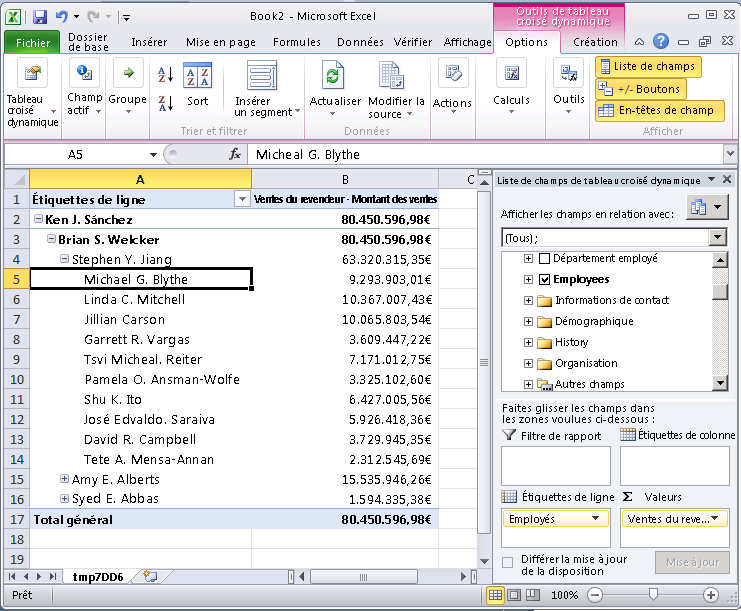 Book2 - Microsoft Excel
Outils de tableau
croisé dynamique
Fichier
Dossier
de base
Insérer
Mise en page
Formules
Données
Vérifier
Affichage
Options
Création
Tableau
croisé
dynamique
Champ
actif
Groupe
Sort
Insérer
un segment
Trier et filtrer
Actualiser
Modifier la
source
Données
Actions
Calculs
Outils
Liste de champs
+/- Boutons
En-têtes de champ
Afficher
A5
fx
Micheal G. Blythe
A B C
1 Étiquettes de ligne Ventes du revendeur - Montant des ventes
2 Ken J. Sánchez 80.450.596,98€
3 Brian S. Welcker 80.450.596,98€
4 Stephen Y. Jiang 63.320.315,35€
5 Michael G. Blythe 9.293.903,01€
6 Linda C. Mitchell 10.367.007,43€
7 Jillian Carson 10.065.803,54€
8 Garrett R. Vargas 3.609.447,22€
9 Tsvi Micheal. Reiter 7.171.012,75€
10 Pamela O. Ansman-Wolfe 3.325.102,60€
11 Shu K. Ito 6.427.005,56€
12 José Edvaldo. Saraiva 5.926.418,36€
13 David R. Campbell 3.729.945,35€
14 Tete A. Mensa-Annan 2.312.545,69€
15 Amy E. Alberts 15.535.946,26€
16 Syed E. Abbas 1.594.335,38€
17 Total général 80.450.596,98€
18
19
tmp7DD6
Prêt
100%
Liste de champs de tableau croisé dynamique
Afficher les champs en relation avec:
(Tous) ;
Département employé
Employees
Informations de contact
Démographique
History
Organisation
Autres champs
Faites glisser les champs dans
les zones voulues ci-dessous :
Filtre de rapport
Étiquettes de colonne
Étiquettes de ligne
Σ Valeurs
Employés
Ventes du reve...
Différer la mise à jour
de la disposition
Mise à jour